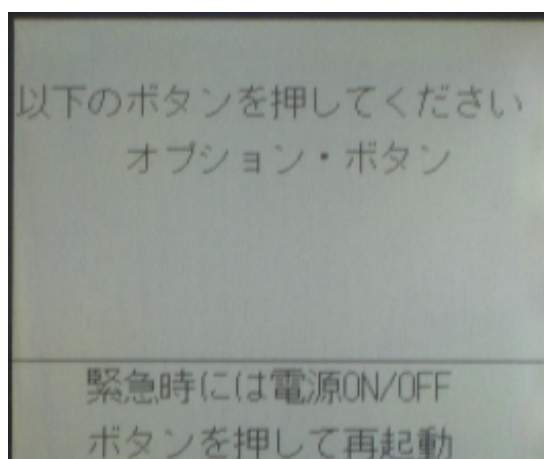 以下のボタンを押してください
オプション・ボタン
緊急時には電源ON/OFF
ボタンを押して再起動